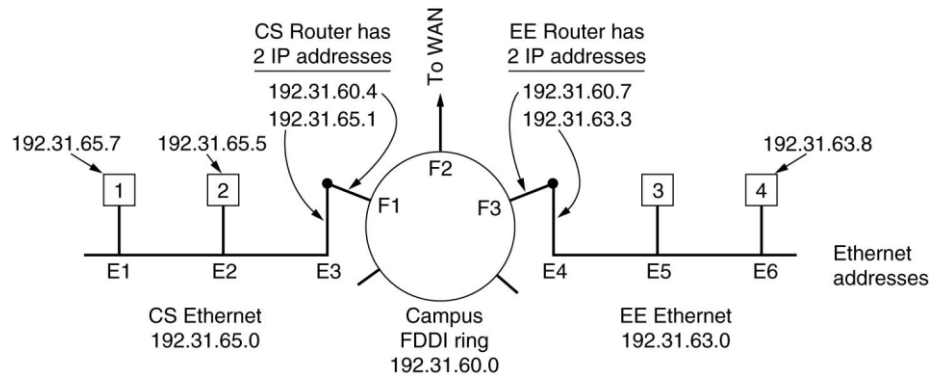 CS Router has
2 IP addresses
192.31.60.4
192.31.65.1
To WAN
EE Router has
2 IP addresses
192.31.60.7
192.31.63.3
192.31.65.7
192.31.65.5
192.31.63.8
1
2
F1
F2
F3
3
4
E1
E2
E3
E4
E5
E6
Ethernet
addresses
CS Ethernet
192.31.65.0
Campus
FDDI ring
192.31.60.0
EE Ethernet
192.31.63.0